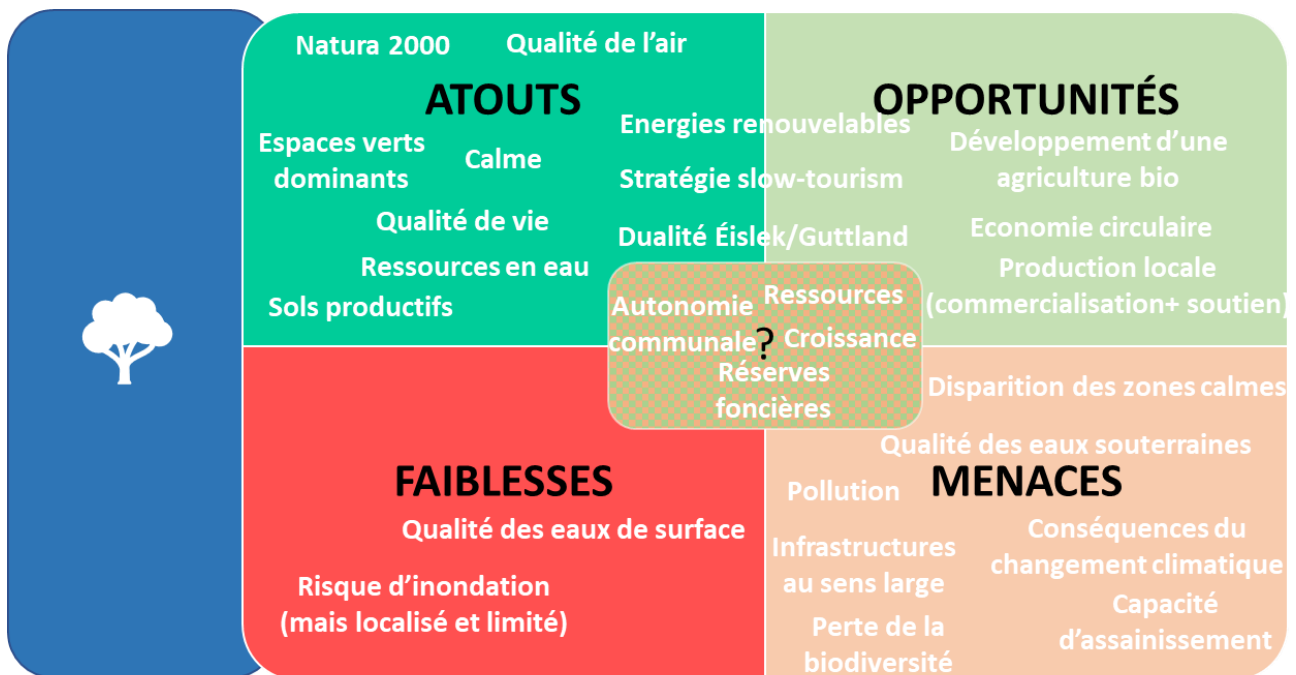 Natura 2000
Qualité de l’air
ATOUTS
Espaces verts
dominants
Calme
Energies renouvelables
Stratégie slow-tourism
Qualité de vie
Dualité Éislek/Guttland
Ressources en eau
Sols productifs
OPPORTUNITÉS
Développement d’une
agriculture bio
Economie circulaire
Production locale
(commercialisation+ soutien)
Autonomie
communale
Ressources
?
Croissance
Réserves
foncières
FAIBLESSES
Qualité des eaux de surface
Risque d’inondation
(mais localisé et limité)
Disparition des zones calmes
Qualité des eaux souterraines
Pollution
MENACES
Infrastructures
au sens large
Conséquences du
changement climatique
Perte de la
biodiversité
Capacité
d’assainissement